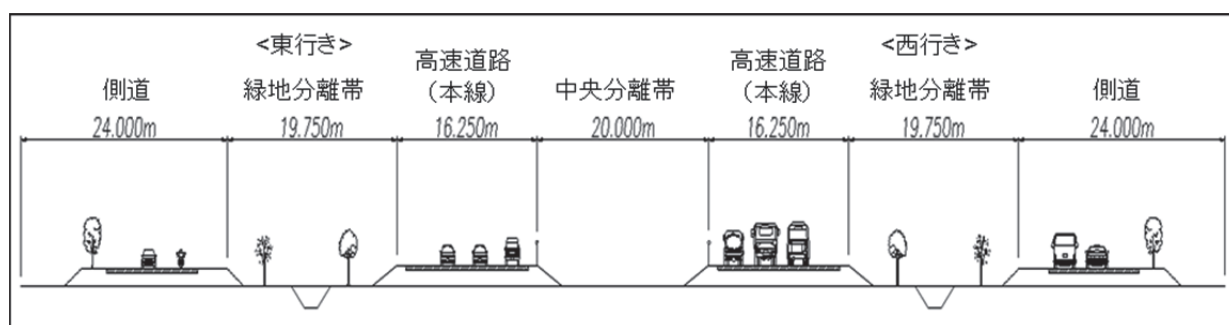 <東行き>
<西行き>
側道
緑地分離帯
高速道路
(本線)
中央分離帯
高速道路
(本線)
緑地分離帯
側道
24.000m
19.750m
16.250m
20.000m
16.250m
19.750m
24.000m